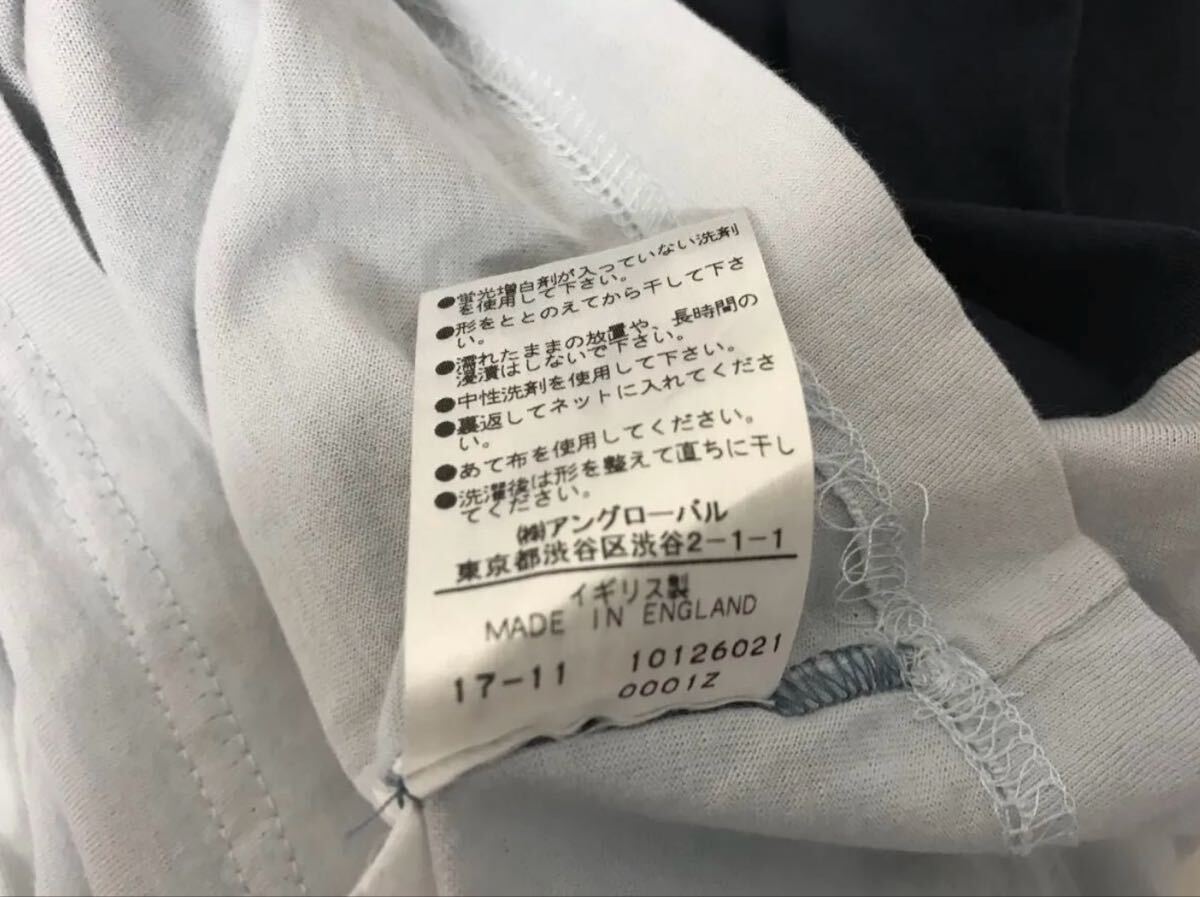 ●蛍光増白剤が入っていない洗剤
を使用して下さい。
●形をととのえてから干して下さ
い。
●濡れたままの放置や、長時間の
浸漬はしないで下さい。
●中性洗剤を使用して下さい。
●裏返してネットに入れてくださ
い。
●あて布を使用してください。
●洗濯後は形を整えて直ちに干し
てください。
㈱アングローバル
東京都渋谷区渋谷2-1-1
イギリス製
MADE IN ENGLAND
17-11 10126021
0001Z